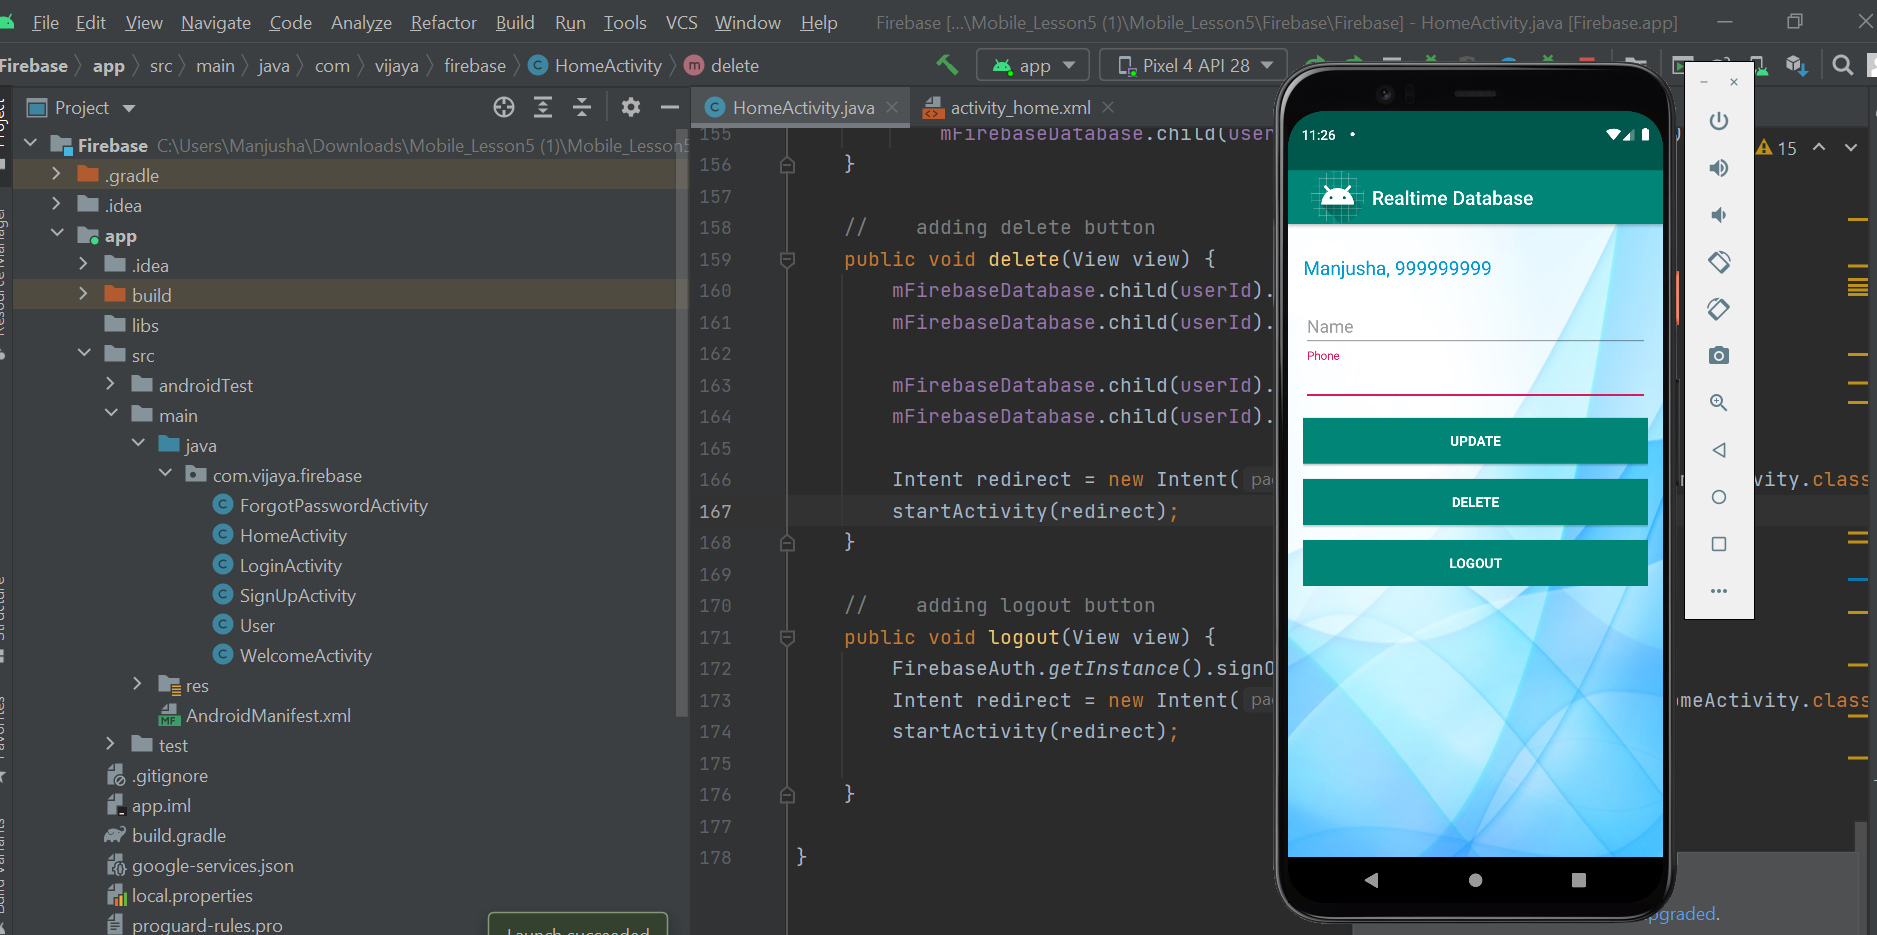 File Edit View Navigate Code Analyze Refactor Build Run Tools VCS Window Help Firebase [...\Mobile_Lesson5 (1)\Mobile_Lesson5\Firebase\Firebase] - HomeActivity.java [Firebase.app]
Firebase app src main java com vijaya firebase HomeActivity m delete app Pixel 4 API 28
Project
HomeActivity.java activity_home.xml
Firebase C:\Users\Manjusha\Downloads\Mobile_Lesson5 (1)\Mobile_Lesson5
.gradle
.idea
app
.idea
build
libs
src
androidTest
main
java
com.vijaya.firebase
ForgotPasswordActivity
HomeActivity
LoginActivity
SignUpActivity
User
WelcomeActivity
res
AndroidManifest.xml
test
.gitignore
app.iml
build.gradle
google-services.json
local.properties
proguard-rules.pro
Launch succeeded
Resource Manager
Structure
Favorites
Build Variants
155 mFirebaseDatabase.child(user
156 }
157
158 // adding delete button
159 public void delete(View view) {
160 mFirebaseDatabase.child(userId).
161 mFirebaseDatabase.child(userId).
162
163 mFirebaseDatabase.child(userId).
164 mFirebaseDatabase.child(userId).
165
166 Intent redirect = new Intent( pac ivity.class
167 startActivity(redirect);
168 }
169
170 // adding logout button
171 public void logout(View view) {
172 FirebaseAuth.getInstance().signO
173 Intent redirect = new Intent( pac meActivity.class
174 startActivity(redirect);
175
176 }
177
178 }
15
11:26
Realtime Database
Manjusha, 999999999
Name
Phone
UPDATE
DELETE
LOGOUT
pgraded.